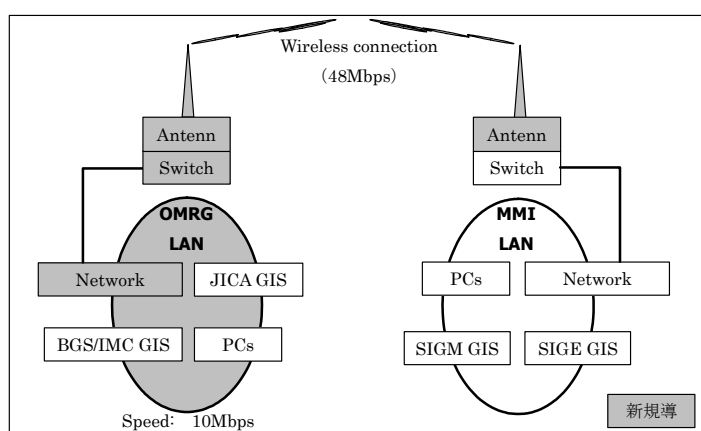 Wireless connection
（48Mbps）
Antenn
Switch
Antenn
Switch
OMRG
LAN
Network
JICA GIS
BGS/IMC GIS
PCs
Speed:　10Mbps
MMI
LAN
PCs
Network
SIGM GIS
SIGE GIS
新規導